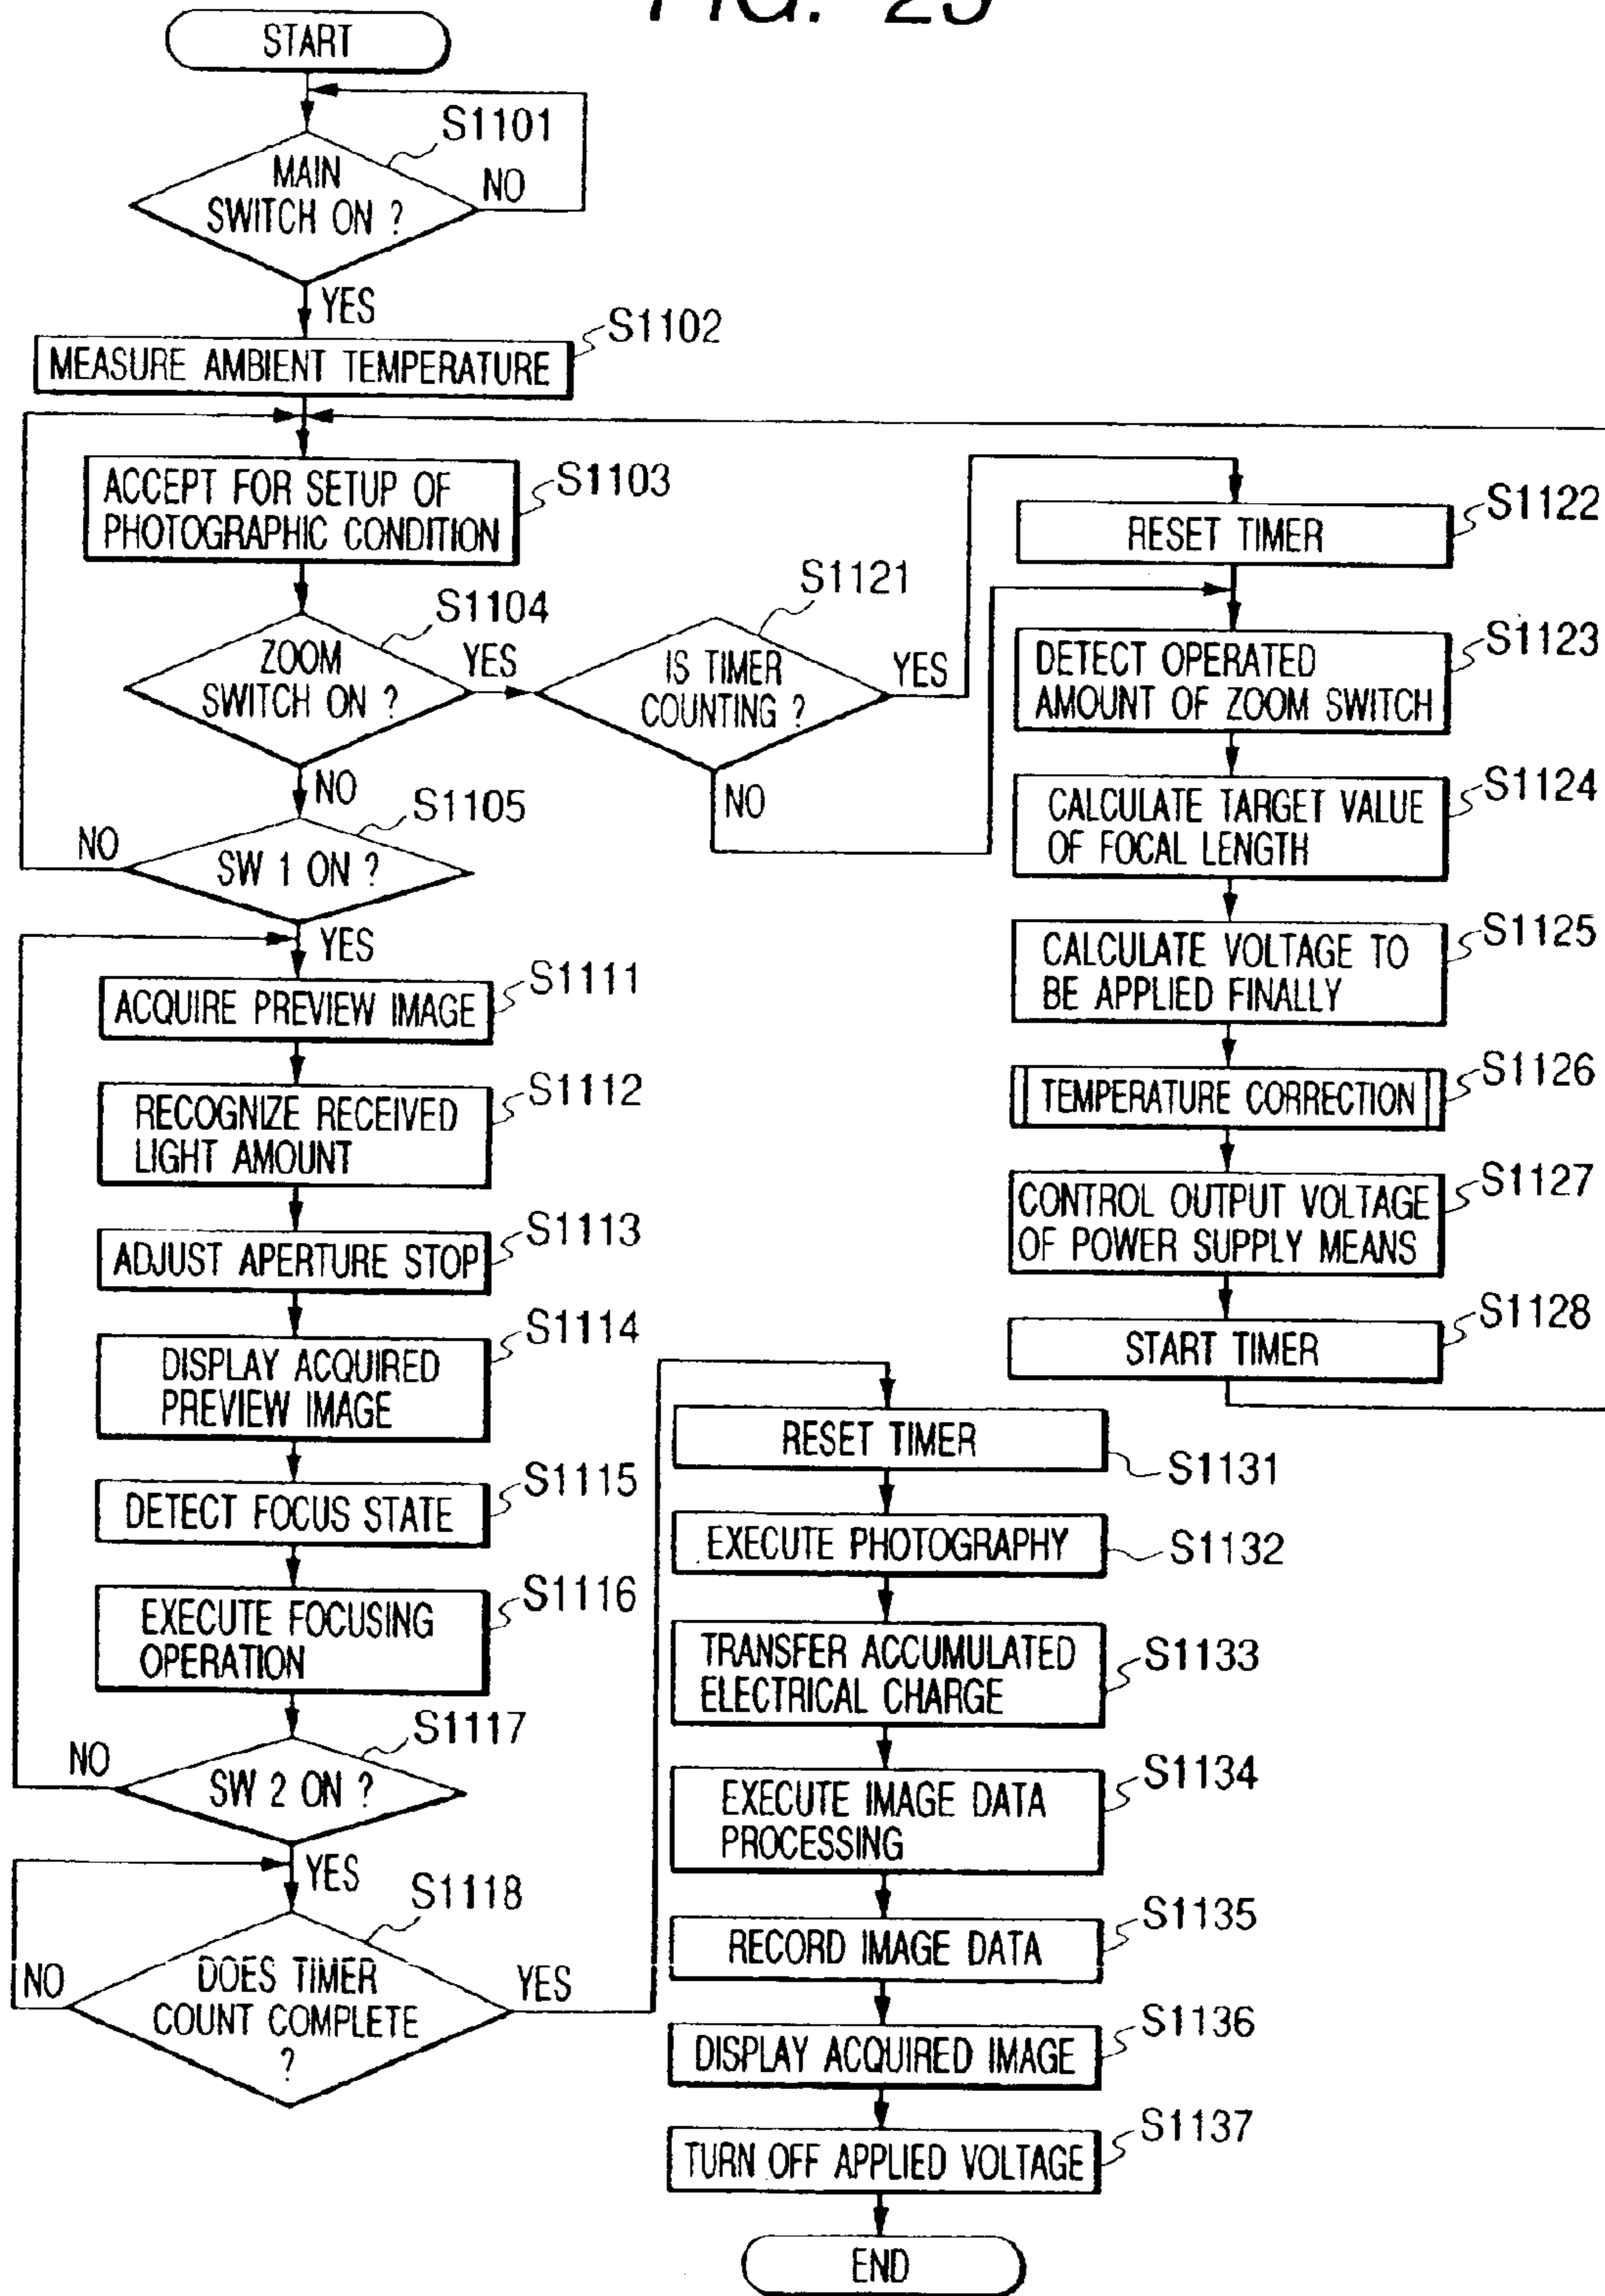 FIG. 25
START
S1101
MAIN
SWITCH ON ?
NO
YES
S1102
MEASURE AMBIENT TEMPERATURE
ACCEPT FOR SETUP OF
PHOTOGRAPHIC CONDITION
S1103
S1104
ZOOM
SWITCH ON ?
YES
NO
S1105
SW 1 ON ?
NO
YES
ACQUIRE PREVIEW IMAGE
S1111
RECOGNIZE RECEIVED
LIGHT AMOUNT
S1112
ADJUST APERTURE STOP
S1113
DISPLAY ACQUIRED
PREVIEW IMAGE
S1114
DETECT FOCUS STATE
S1115
EXECUTE FOCUSING
OPERATION
S1116
S1117
SW 2 ON ?
NO
YES
S1118
DOES TIMER
COUNT COMPLETE
?
NO
YES
S1121
IS TIMER
COUNTING ?
YES
NO
RESET TIMER
S1122
DETECT OPERATED
AMOUNT OF ZOOM SWITCH
S1123
CALCULATE TARGET VALUE
OF FOCAL LENGTH
S1124
CALCULATE VOLTAGE TO
BE APPLIED FINALLY
S1125
TEMPERATURE CORRECTION
S1126
CONTROL OUTPUT VOLTAGE
OF POWER SUPPLY MEANS
S1127
START TIMER
S1128
RESET TIMER
S1131
EXECUTE PHOTOGRAPHY
S1132
TRANSFER ACCUMULATED
ELECTRICAL CHARGE
S1133
EXECUTE IMAGE DATA
PROCESSING
S1134
RECORD IMAGE DATA
S1135
DISPLAY ACQUIRED IMAGE
S1136
TURN OFF APPLIED VOLTAGE
S1137
END